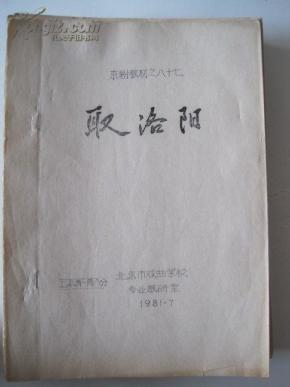 京剧教材之八十七
取洛阳
北京市戏曲学校
专业教研室
1981.7